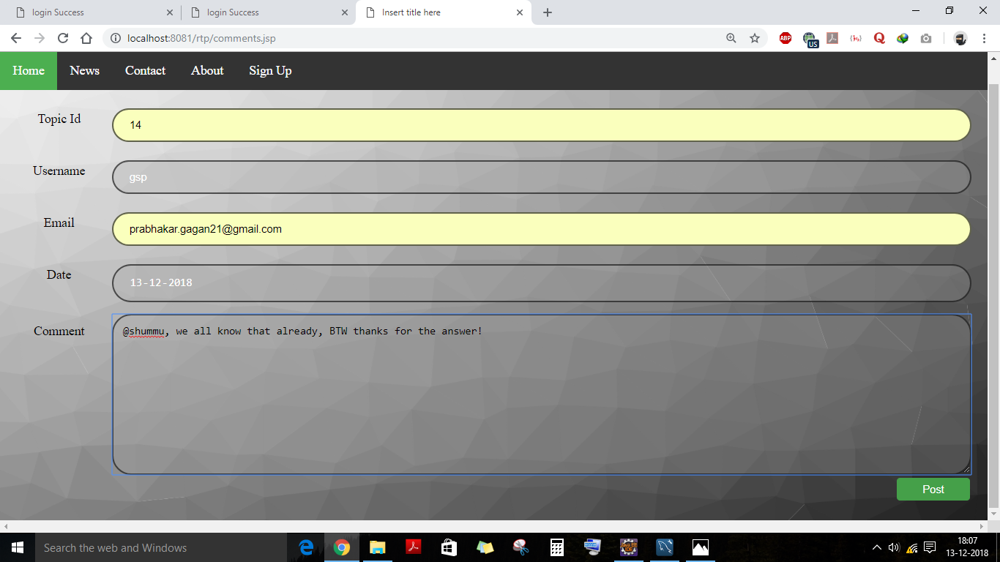 login Success
login Success
Insert title here
localhost:8081/rtp/comments.jsp
ABP
US
Home News Contact About Sign Up
Topic Id 14
Username gsp
Email prabhakar.gagan21@gmail.com
Date 13-12-2018
Comment @shummu, we all know that already, BTW thanks for the answer!
Post
Search the web and Windows
18:07
13-12-2018